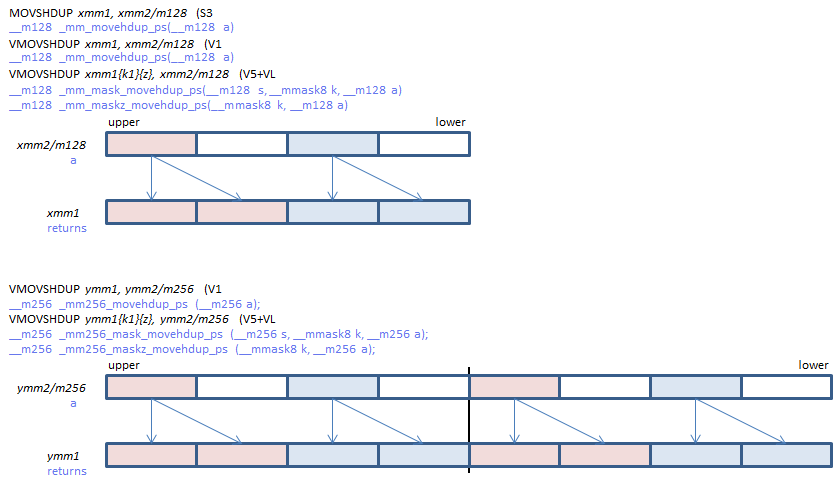 MOVSHDUP xmm1, xmm2/m128 (S3
__m128 _mm_movehdup_ps(__m128 a)
VMOVSHDUP xmm1, xmm2/m128 (V1
__m128 _mm_movehdup_ps(__m128 a)
VMOVSHDUP xmm1{k1}{z}, xmm2/m128 (V5+VL
__m128 _mm_mask_movehdup_ps(__m128 s, __mmask8 k, __m128 a)
__m128 _mm_maskz_movehdup_ps(__mmask8 k, __m128 a)
upper lower
xmm2/m128
a
xmm1
returns
VMOVSHDUP ymm1, ymm2/m256 (V1
__m256 _mm256_movehdup_ps (__m256 a);
VMOVSHDUP ymm1{k1}{z}, ymm2/m256 (V5+VL
__m256 _mm256_mask_movehdup_ps (__m256 s, __mmask8 k, __m256 a);
__m256 _mm256_maskz_movehdup_ps (__mmask8 k, __m256 a);
upper lower
ymm2/m256
a
ymm1
returns